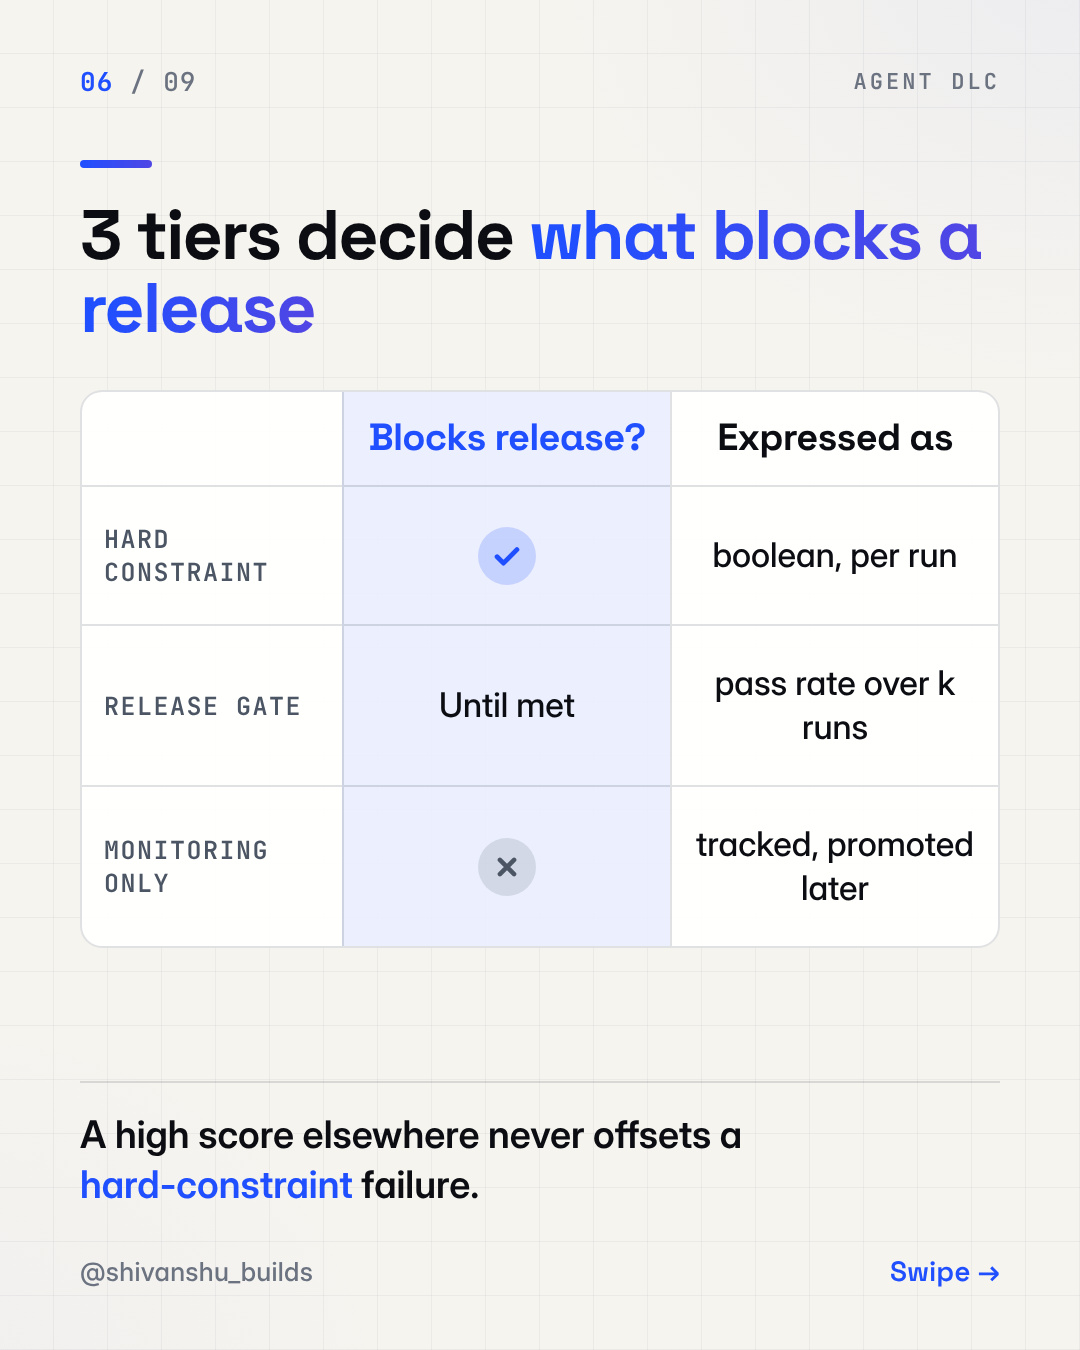 06 / 09
AGENT DLC
3 tiers decide what blocks a
release
Blocks release?
Expressed as
HARD
CONSTRAINT
boolean, per run
RELEASE GATE
Until met
pass rate over k
runs
MONITORING
ONLY
tracked, promoted
later
A high score elsewhere never offsets a
hard-constraint failure.
@shivanshu_builds
Swipe →